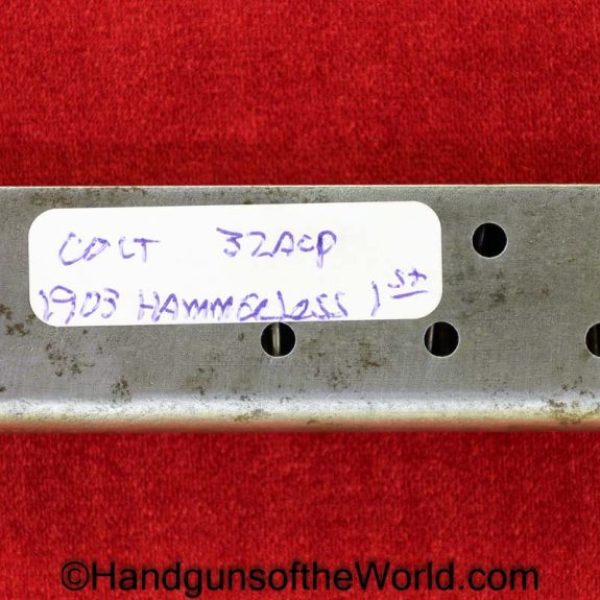 COLT 32ACP
1903 HAMMERLESS 1st
©HandgunsoftheWorld.com